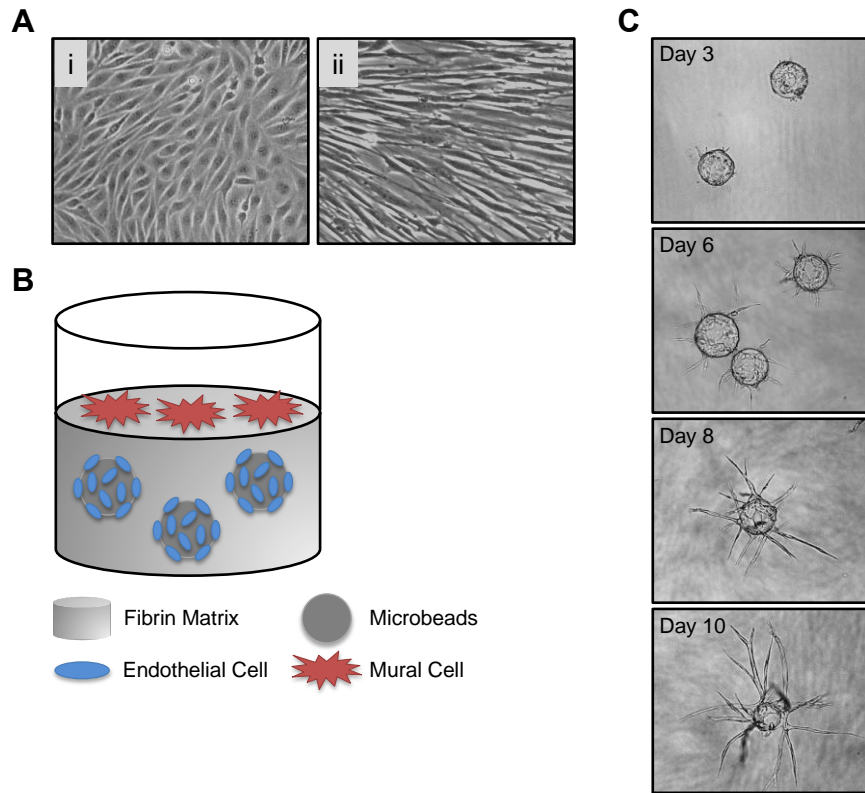 A
i
ii
B
Fibrin Matrix
Microbeads
Endothelial Cell
Mural Cell
C
Day 3
Day 6
Day 8
Day 10